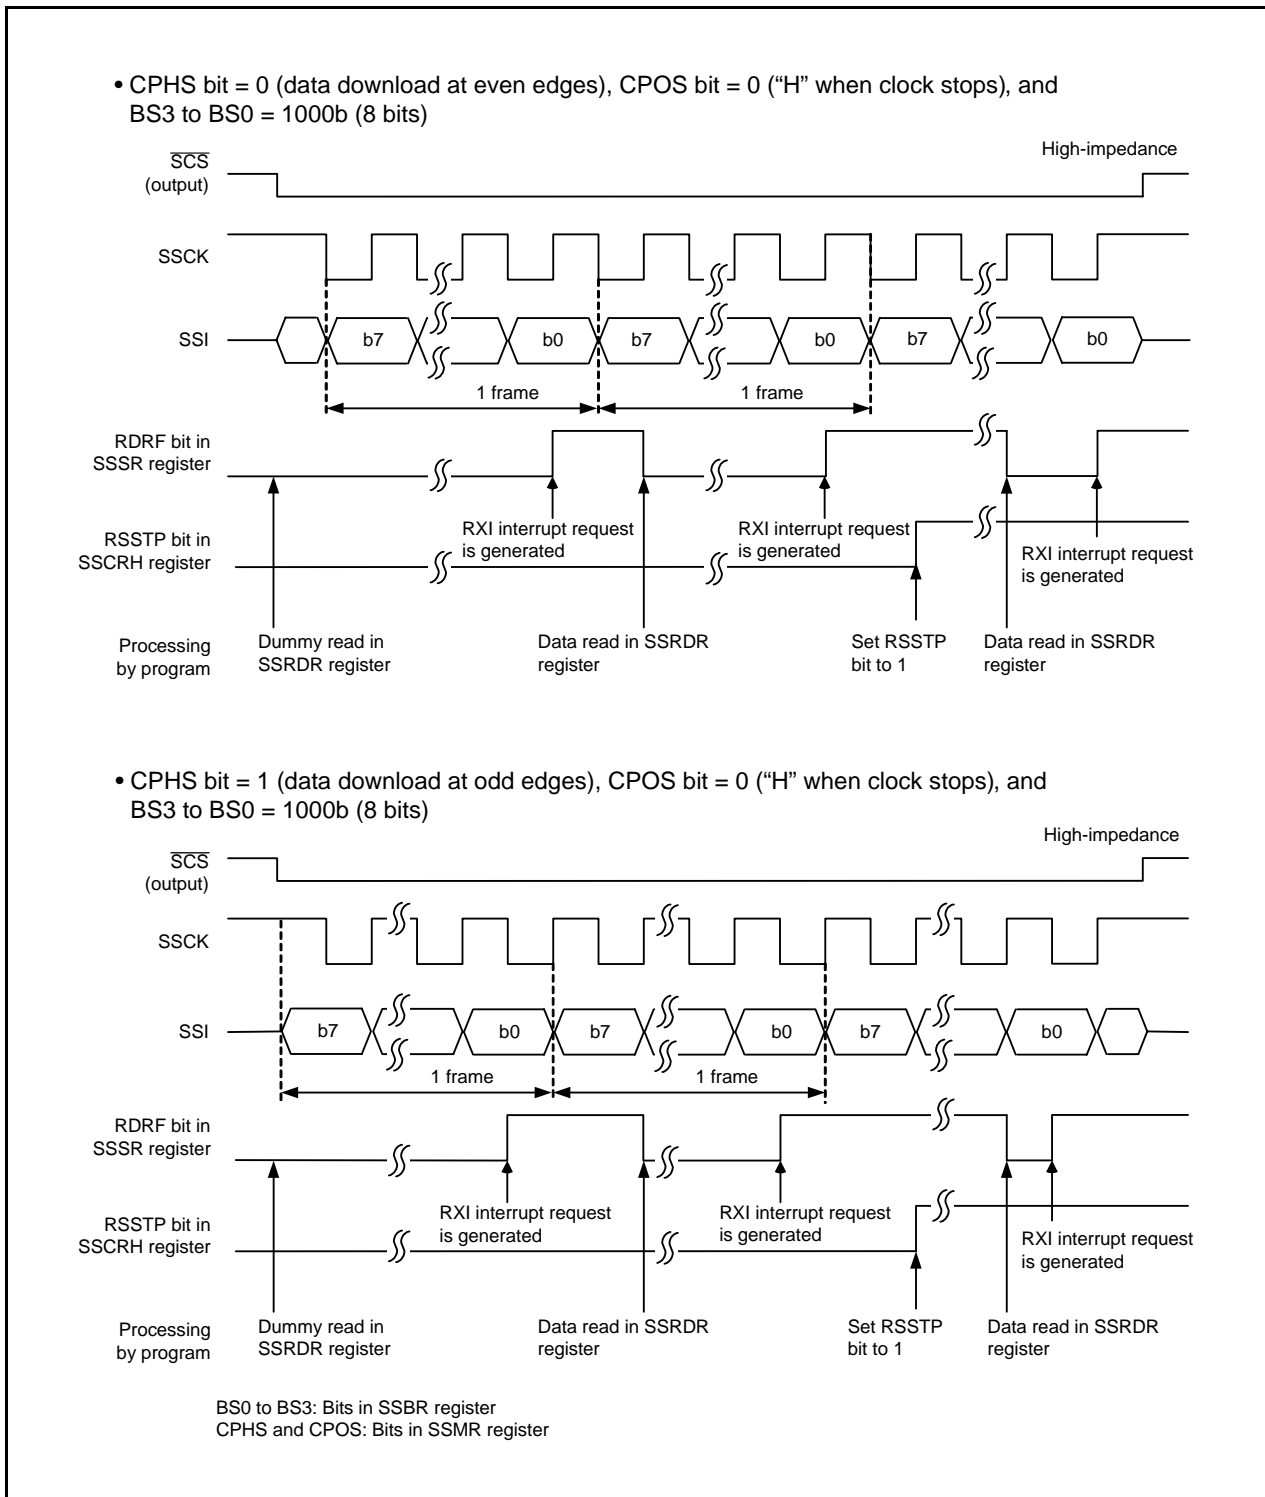 • CPHS bit = 0 (data download at even edges), CPOS bit = 0 (“H” when clock stops), and
BS3 to BS0 = 1000b (8 bits)
SCS
(output)
High-impedance
SSCK
SSI
b7
b0
b7
b0
b7
b0
1 frame
1 frame
RDRF bit in
SSSR register
RXI interrupt request
is generated
RXI interrupt request
is generated
RXI interrupt request
is generated
RSSTP bit in
SSCRH register
Processing
by program
Dummy read in
SSRDR register
Data read in SSRDR
register
Set RSSTP
bit to 1
Data read in SSRDR
register
• CPHS bit = 1 (data download at odd edges), CPOS bit = 0 (“H” when clock stops), and
BS3 to BS0 = 1000b (8 bits)
SCS
(output)
High-impedance
SSCK
SSI
b7
b0
b7
b0
b7
b0
1 frame
1 frame
RDRF bit in
SSSR register
RXI interrupt request
is generated
RXI interrupt request
is generated
RXI interrupt request
is generated
RSSTP bit in
SSCRH register
Processing
by program
Dummy read in
SSRDR register
Data read in SSRDR
register
Set RSSTP
bit to 1
Data read in SSRDR
register
BS0 to BS3: Bits in SSBR register
CPHS and CPOS: Bits in SSMR register